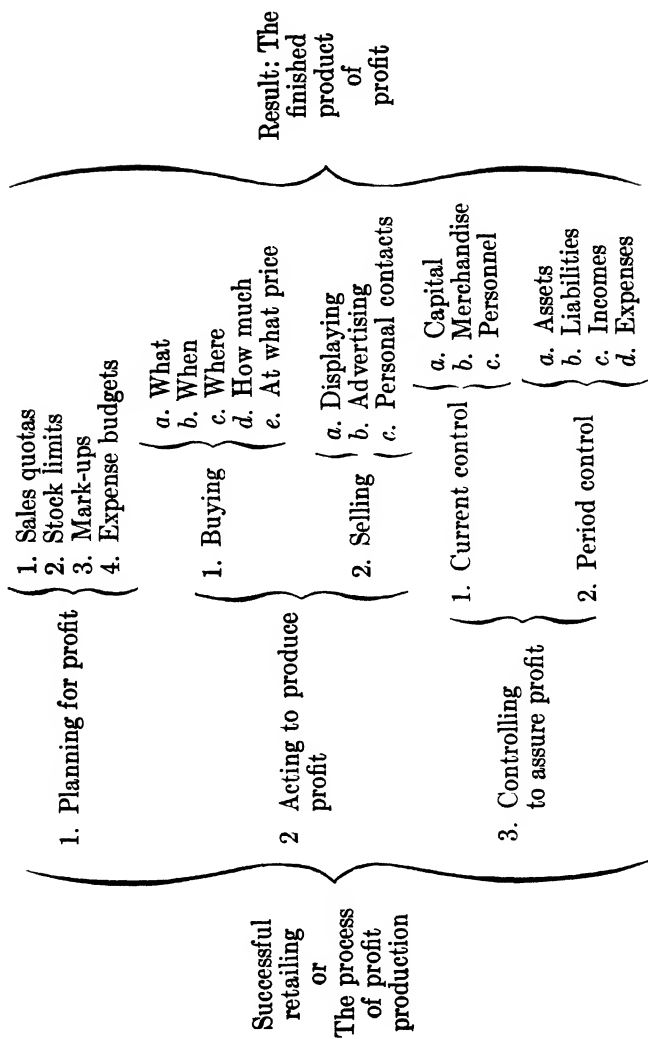 Successful
retailing
or
The process
of profit
production
1. Planning for profit
1. Sales quotas
2. Stock limits
3. Mark-ups
4. Expense budgets
2 Acting to produce
profit
1. Buying
a. What
b. When
c. Where
d. How much
e. At what price
2. Selling
a. Displaying
b. Advertising
c. Personal contacts
3. Controlling
to assure profit
1. Current control
a. Capital
b. Merchandise
c. Personnel
2. Period control
a. Assets
b. Liabilities
c. Incomes
d. Expenses
Result: The
finished
product
of
profit